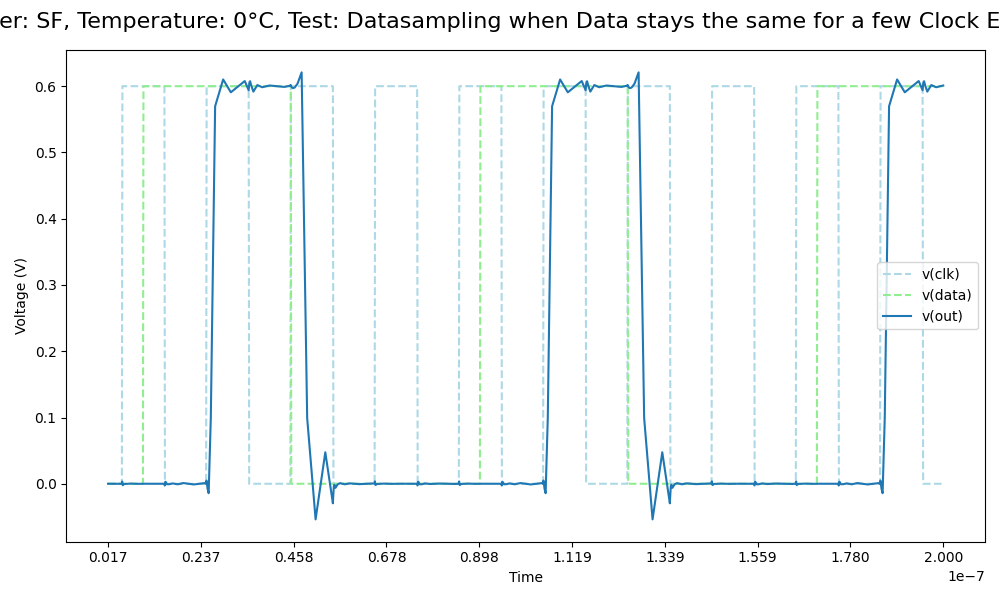 er: SF, Temperature: 0°C, Test: Datasampling when Data stays the same for a few Clock E
0.6
0.5
0.4
0.3
0.2
0.1
0.0
Voltage (V)
v(clk)
v(data)
v(out)
0.017 0.237 0.458 0.678 0.898 1.119 1.339 1.559 1.780 2.000
1e−7
Time